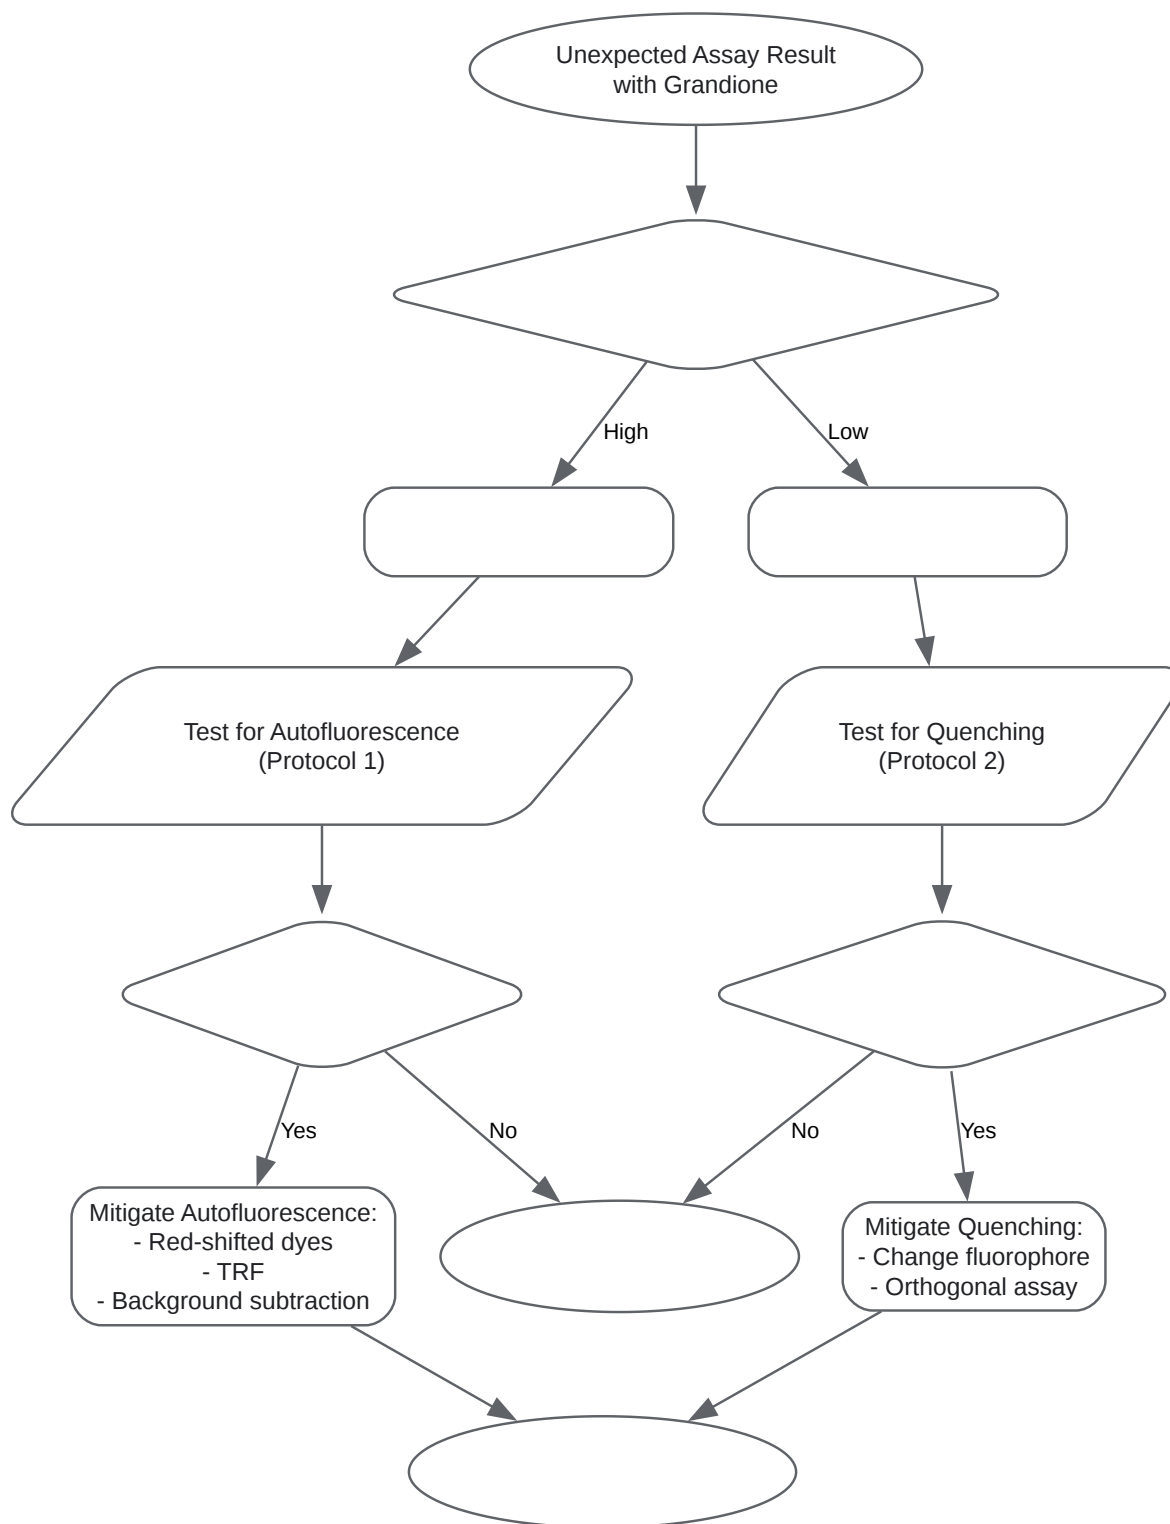 Unexpected Assay Result
with Grandione
High
Low
Test for Autofluorescence
(Protocol 1)
Test for Quenching
(Protocol 2)
Yes
No
No
Yes
Mitigate Autofluorescence:
- Red-shifted dyes
- TRF
- Background subtraction
Mitigate Quenching:
- Change fluorophore
- Orthogonal assay